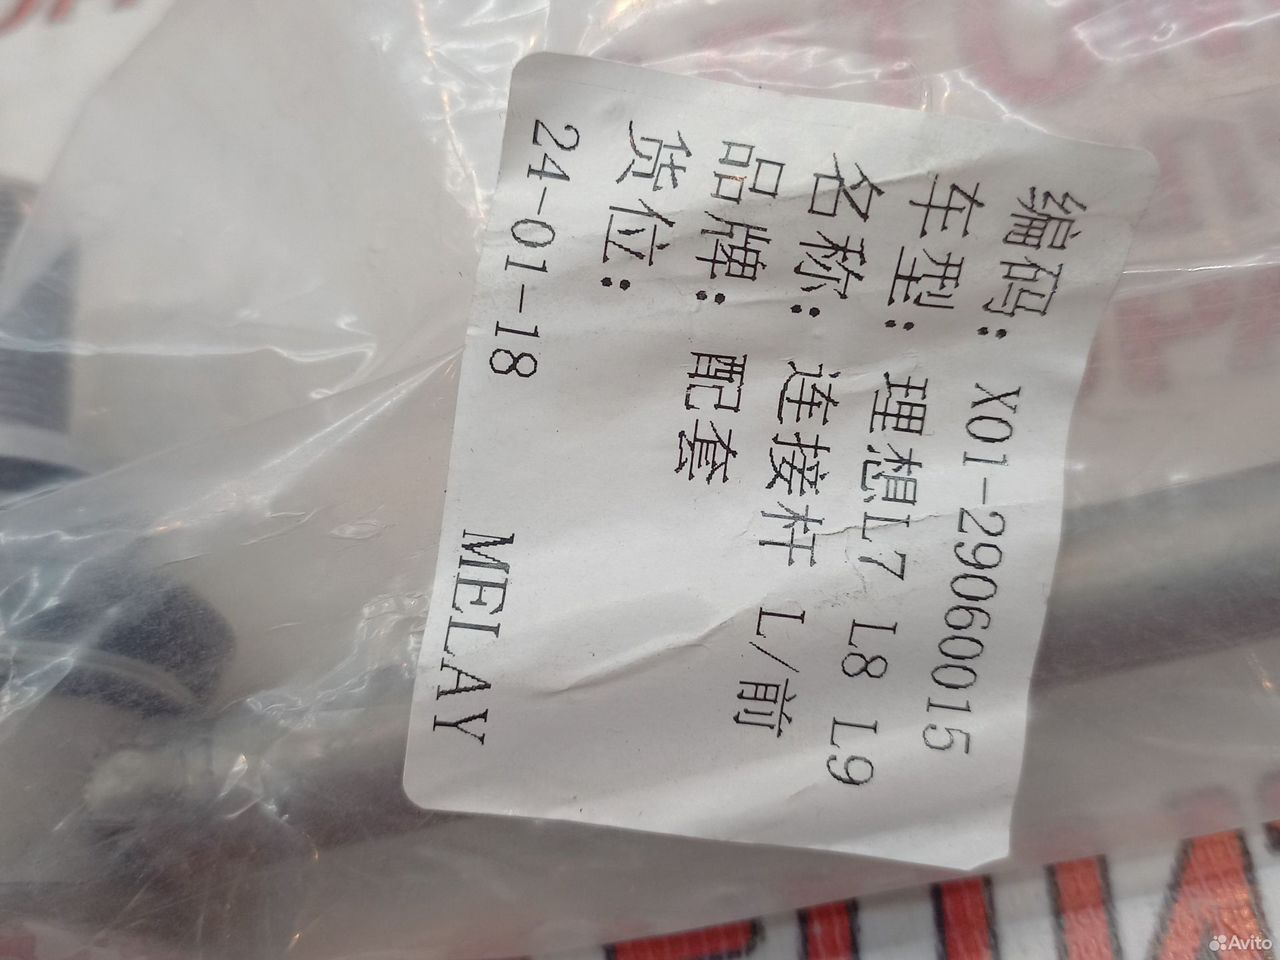 编码: X01-29060015
车型: 理想L7 L8 L9
名称: 连接杆 L/前
品牌: 配套
货位:
24-01-18 MELAY
Avito